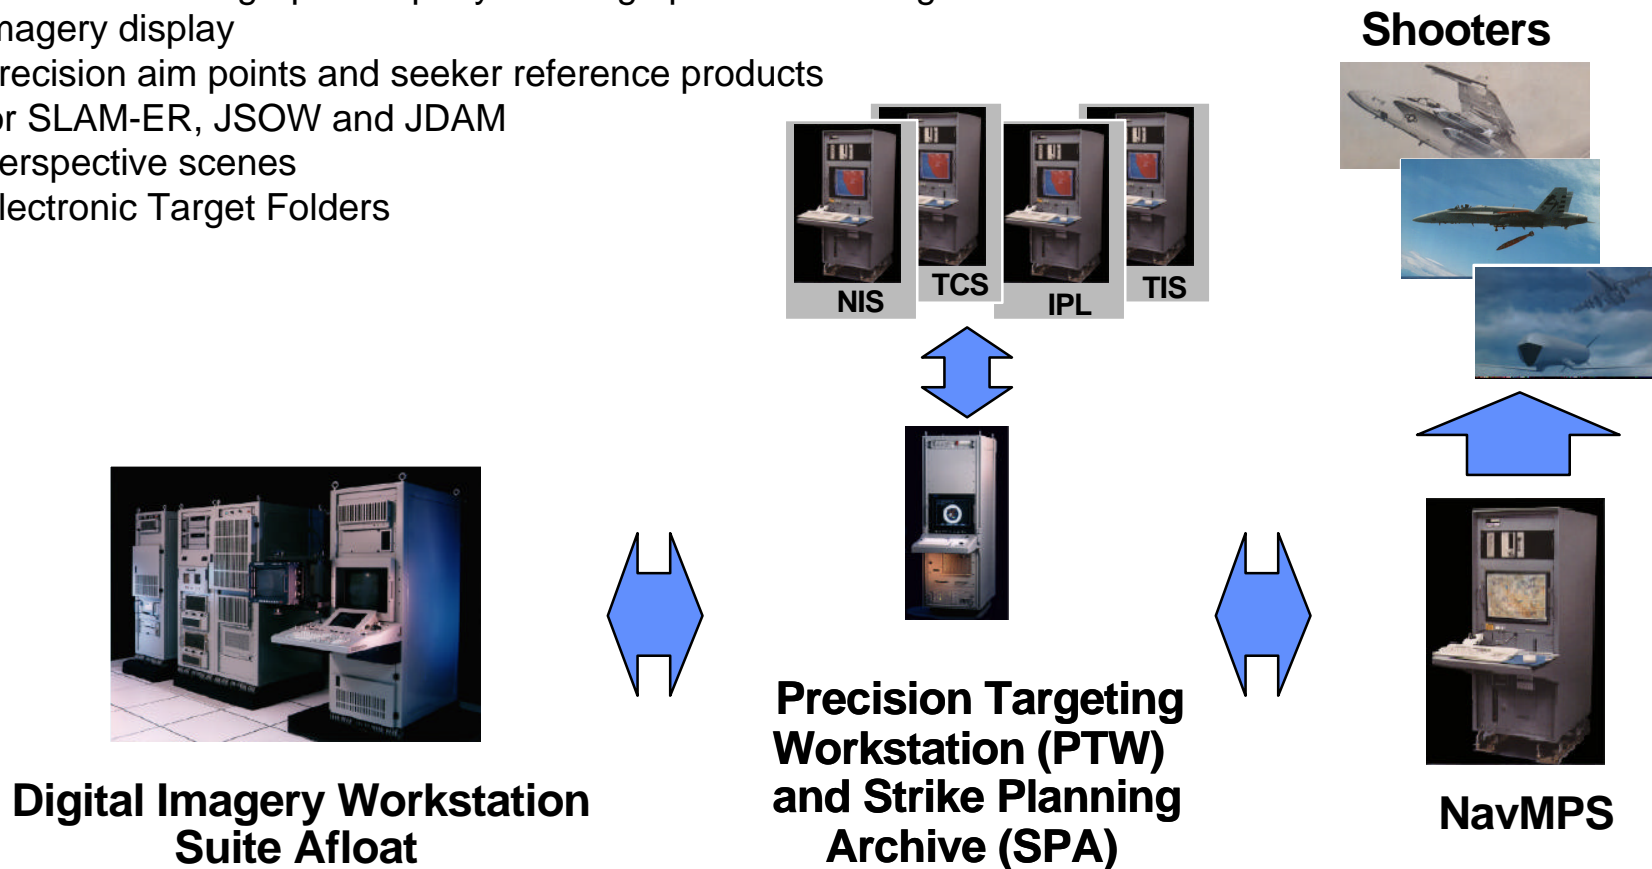 magery display
recision aim points and seeker reference products
or SLAM-ER, JSOW and JDAM
erspective scenes
lectronic Target Folders
Shooters
NIS
TCS
IPL
TIS
Precision Targeting
Workstation (PTW)
and Strike Planning
Archive (SPA)
Digital Imagery Workstation
Suite Afloat
NavMPS